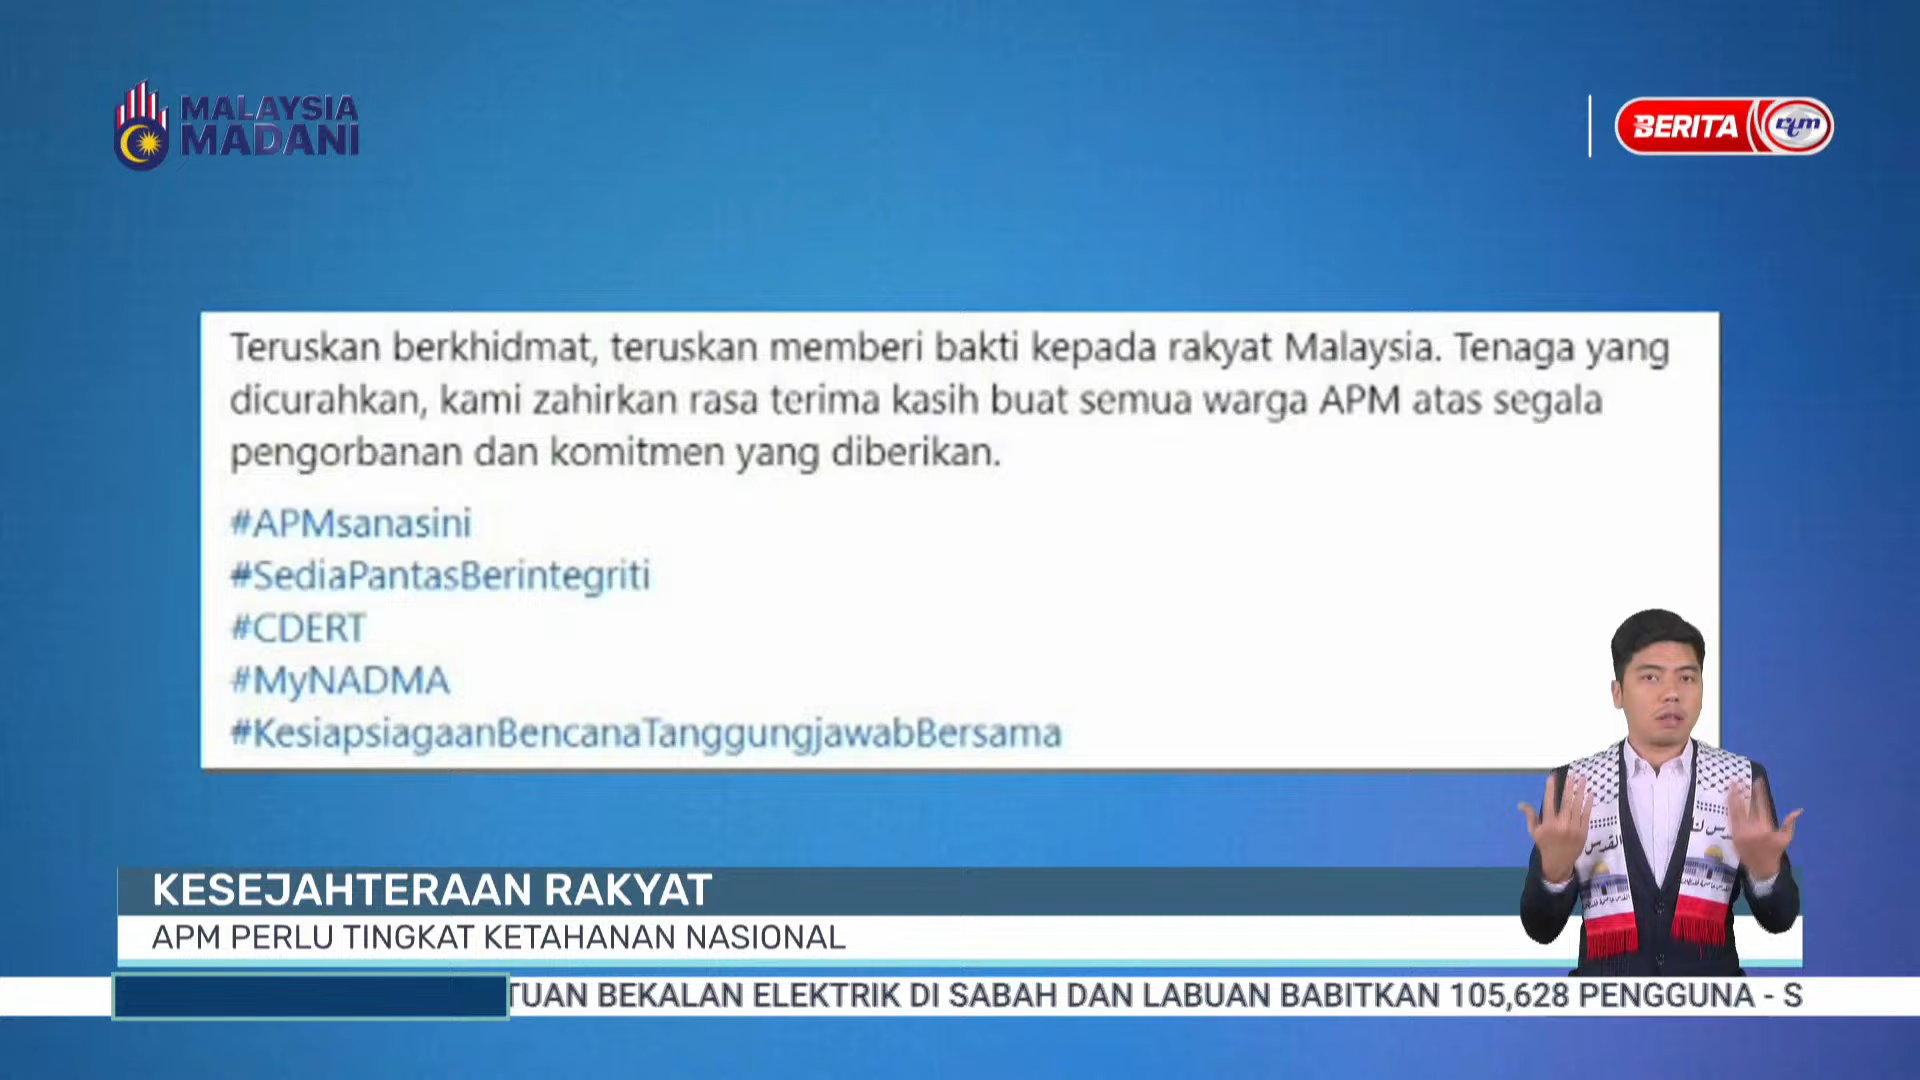 MALAYSIA
MADANI
BERITA rtm
Teruskan berkhidmat, teruskan memberi bakti kepada rakyat Malaysia. Tenaga yang
dicurahkan, kami zahirkan rasa terima kasih buat semua warga APM atas segala
pengorbanan dan komitmen yang diberikan.
#APMsanasini
#SediaPantasBerintegriti
#CDERT
#MyNADMA
#KesiapsiagaanBencanaTanggungjawabBersama
القدس
KESEJAHTERAAN RAKYAT
APM PERLU TINGKAT KETAHANAN NASIONAL
TUAN BEKALAN ELEKTRIK DI SABAH DAN LABUAN BABITKAN 105,628 PENGGUNA - S